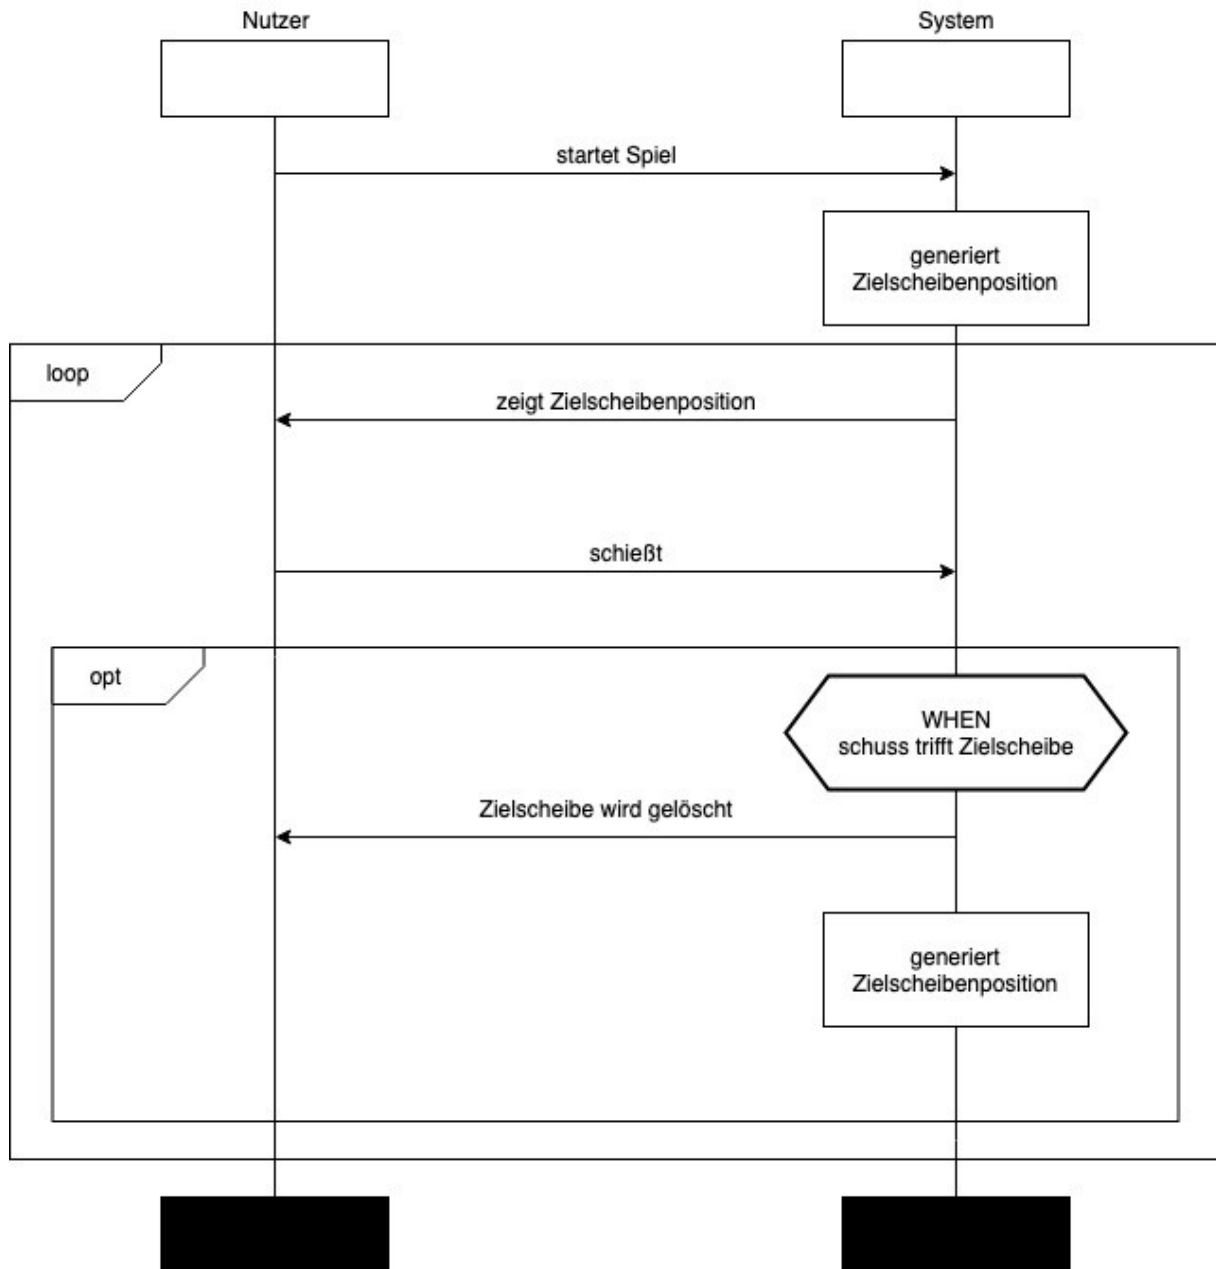 Nutzer
System
startet Spiel
generiert
Zielscheibenposition
loop
zeigt Zielscheibenposition
schießt
opt
WHEN
schuss trifft Zielscheibe
Zielscheibe wird gelöscht
generiert
Zielscheibenposition